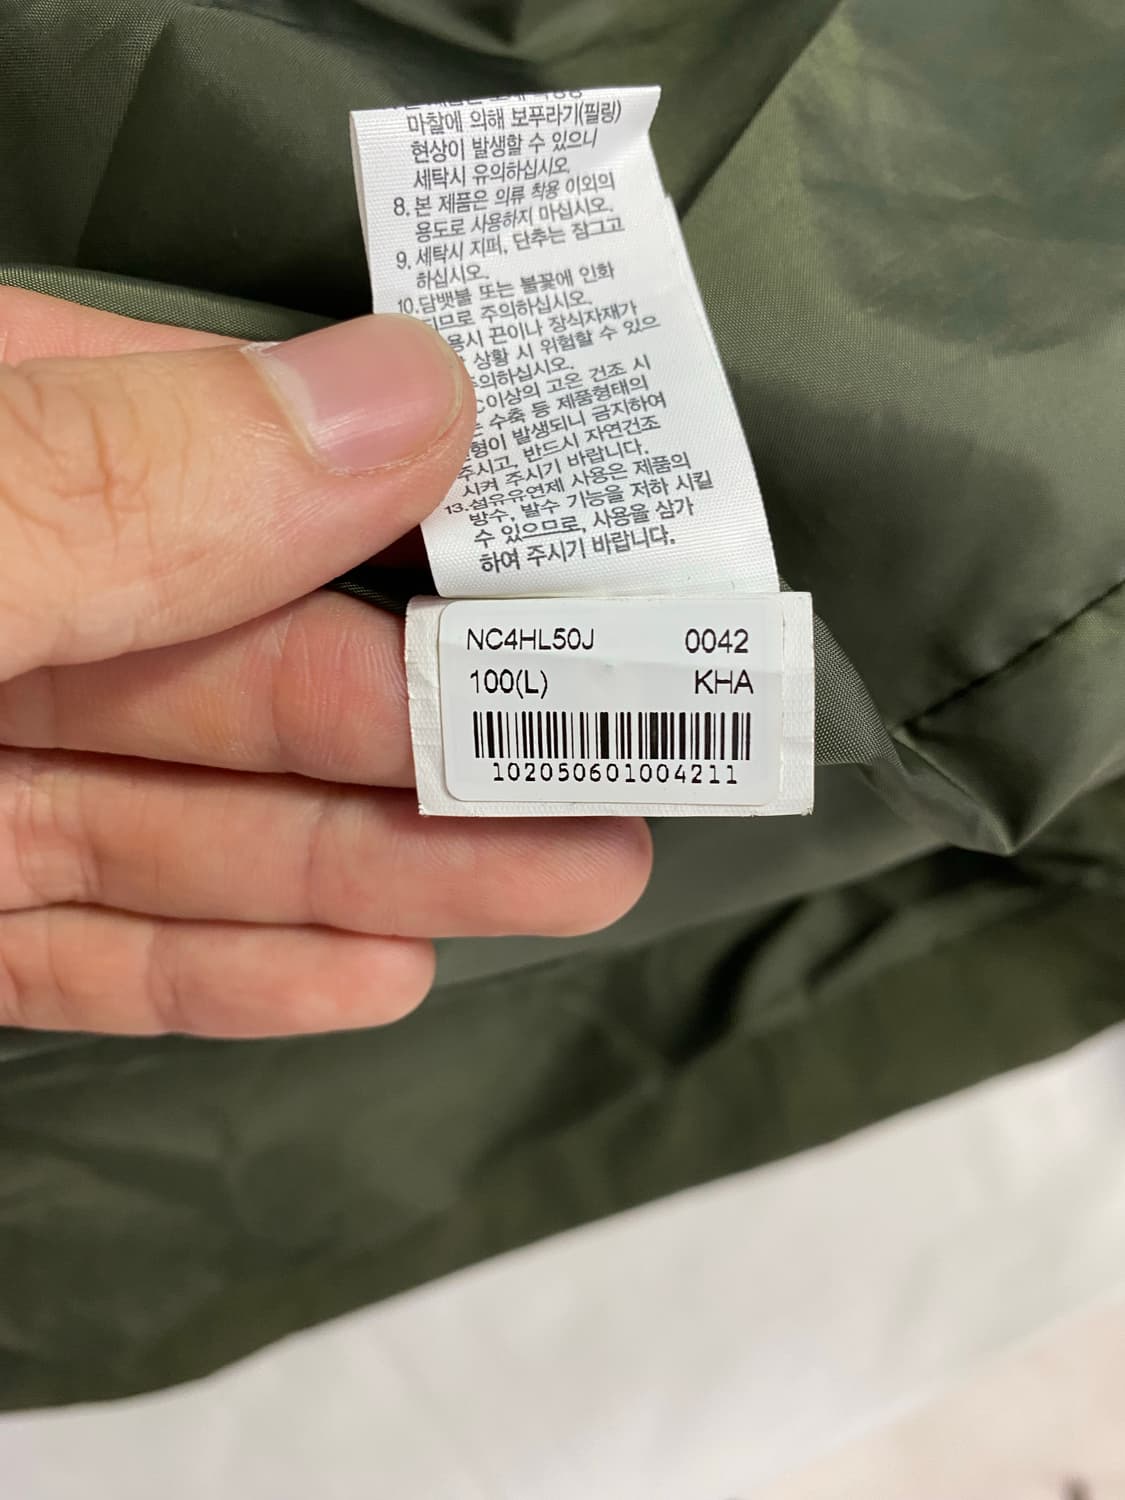 마찰에 의해 보푸라기(필링)
현상이 발생할 수 있으니
세탁시 유의하십시오.
8. 본 제품은 의류 착용 이외의
용도로 사용하지 마십시오.
9. 세탁시 지퍼, 단추는 잠그고
하십시오.
10.담뱃불 또는 불꽃에 인화
되므로 주의하십시오.
용시 끈이나 장식자재가
상황 시 위험할 수 있으
의하십시오.
이상의 고온 건조 시
수축 등 제품형태의
형이 발생되니 금지하여
주시고, 반드시 자연건조
시켜 주시기 바랍니다.
13.섬유유연제 사용은 제품의
방수, 발수 기능을 저하 시킬
수 있으므로, 사용을 삼가
하여 주시기 바랍니다.
NC4HL50J 0042
100(L) KHA
102050601004211